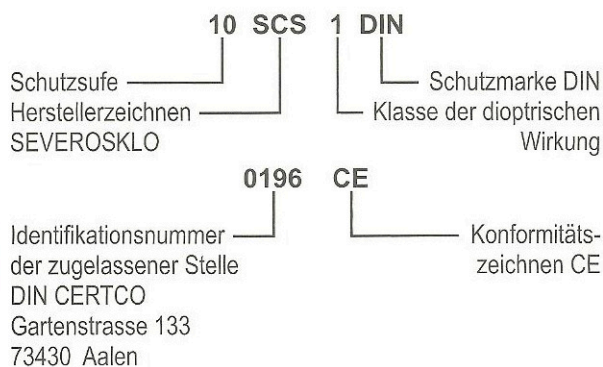 10 SCS 1 DIN
Schutzsufe
Herstellerzeichnen
SEVEROSKLO
Schutzmarke DIN
Klasse der dioptrischen
Wirkung
0196 CE
Identifikationsnummer
der zugelassener Stelle
DIN CERTCO
Gartenstrasse 133
73430 Aalen
Konformitäts-
zeichnen CE